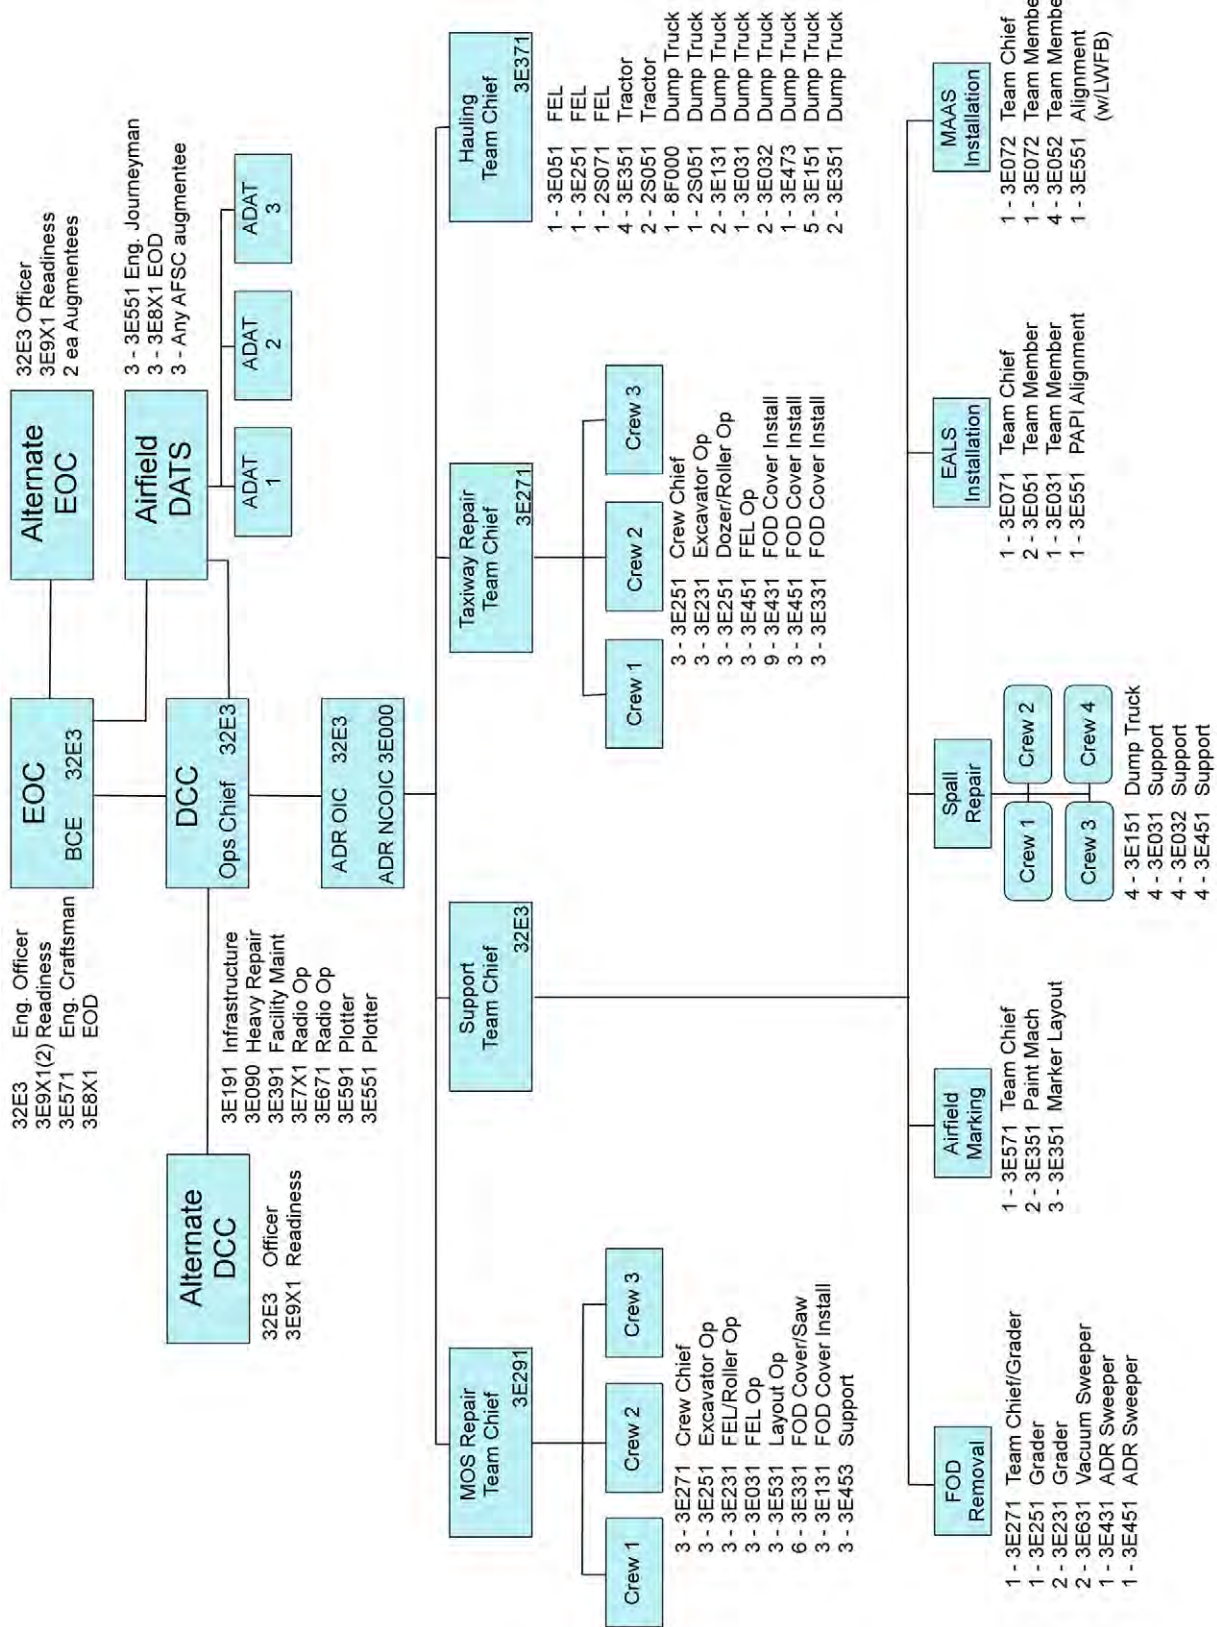 32E3 Eng. Officer
3E9X1(2) Readiness
3E571 Eng. Craftsman
3E8X1 EOD
EOC
BCE 32E3
Alternate
EOC
32E3 Officer
3E9X1 Readiness
2 ea Augmentees
Alternate
DCC
32E3 Officer
3E9X1 Readiness
3E191 Infrastructure
3E090 Heavy Repair
3E391 Facility Maint
3E7X1 Radio Op
3E671 Radio Op
3E591 Plotter
3E551 Plotter
DCC
Ops Chief 32E3
Airfield
DATS
3 - 3E551 Eng. Journeyman
3 - 3E8X1 EOD
3 - Any AFSC augmentee
ADAT
1
ADAT
2
ADAT
3
ADR OIC 32E3
ADR NCOIC 3E000
MOS Repair
Team Chief
3E291
Crew 1
Crew 2
Crew 3
3 - 3E271 Crew Chief
3 - 3E251 Excavator Op
3 - 3E231 FEL/Roller Op
3 - 3E031 FEL Op
3 - 3E531 Layout Op
6 - 3E331 FOD Cover/Saw
3 - 3E131 FOD Cover Install
3 - 3E453 Support
Support
Team Chief
32E3
Taxiway Repair
Team Chief
3E271
Crew 1
Crew 2
Crew 3
3 - 3E251 Crew Chief
3 - 3E231 Excavator Op
3 - 3E251 Dozer/Roller Op
3 - 3E451 FEL Op
9 - 3E431 FOD Cover Install
3 - 3E451 FOD Cover Install
3 - 3E331 FOD Cover Install
Hauling
Team Chief
3E371
1 - 3E051 FEL
1 - 3E251 FEL
1 - 2S071 FEL
4 - 3E351 Tractor
2 - 2S051 Tractor
1 - 8F000 Dump Truck
1 - 2S051 Dump Truck
2 - 3E131 Dump Truck
1 - 3E031 Dump Truck
2 - 3E032 Dump Truck
1 - 3E473 Dump Truck
5 - 3E151 Dump Truck
2 - 3E351 Dump Truck
FOD
Removal
1 - 3E271 Team Chief/Grader
1 - 3E251 Grader
2 - 3E231 Grader
2 - 3E631 Vacuum Sweeper
1 - 3E431 ADR Sweeper
1 - 3E451 ADR Sweeper
Airfield
Marking
1 - 3E571 Team Chief
2 - 3E351 Paint Mach
3 - 3E351 Marker Layout
Spall
Repair
Crew 1
Crew 2
Crew 3
Crew 4
4 - 3E151 Dump Truck
4 - 3E031 Support
4 - 3E032 Support
4 - 3E451 Support
EALS
Installation
1 - 3E071 Team Chief
2 - 3E051 Team Member
1 - 3E031 Team Member
1 - 3E551 PAPI Alignment
MAAS
Installation
1 - 3E072 Team Chief
1 - 3E072 Team Membe
4 - 3E052 Team Membe
1 - 3E551 Alignment
(w/LWFB)